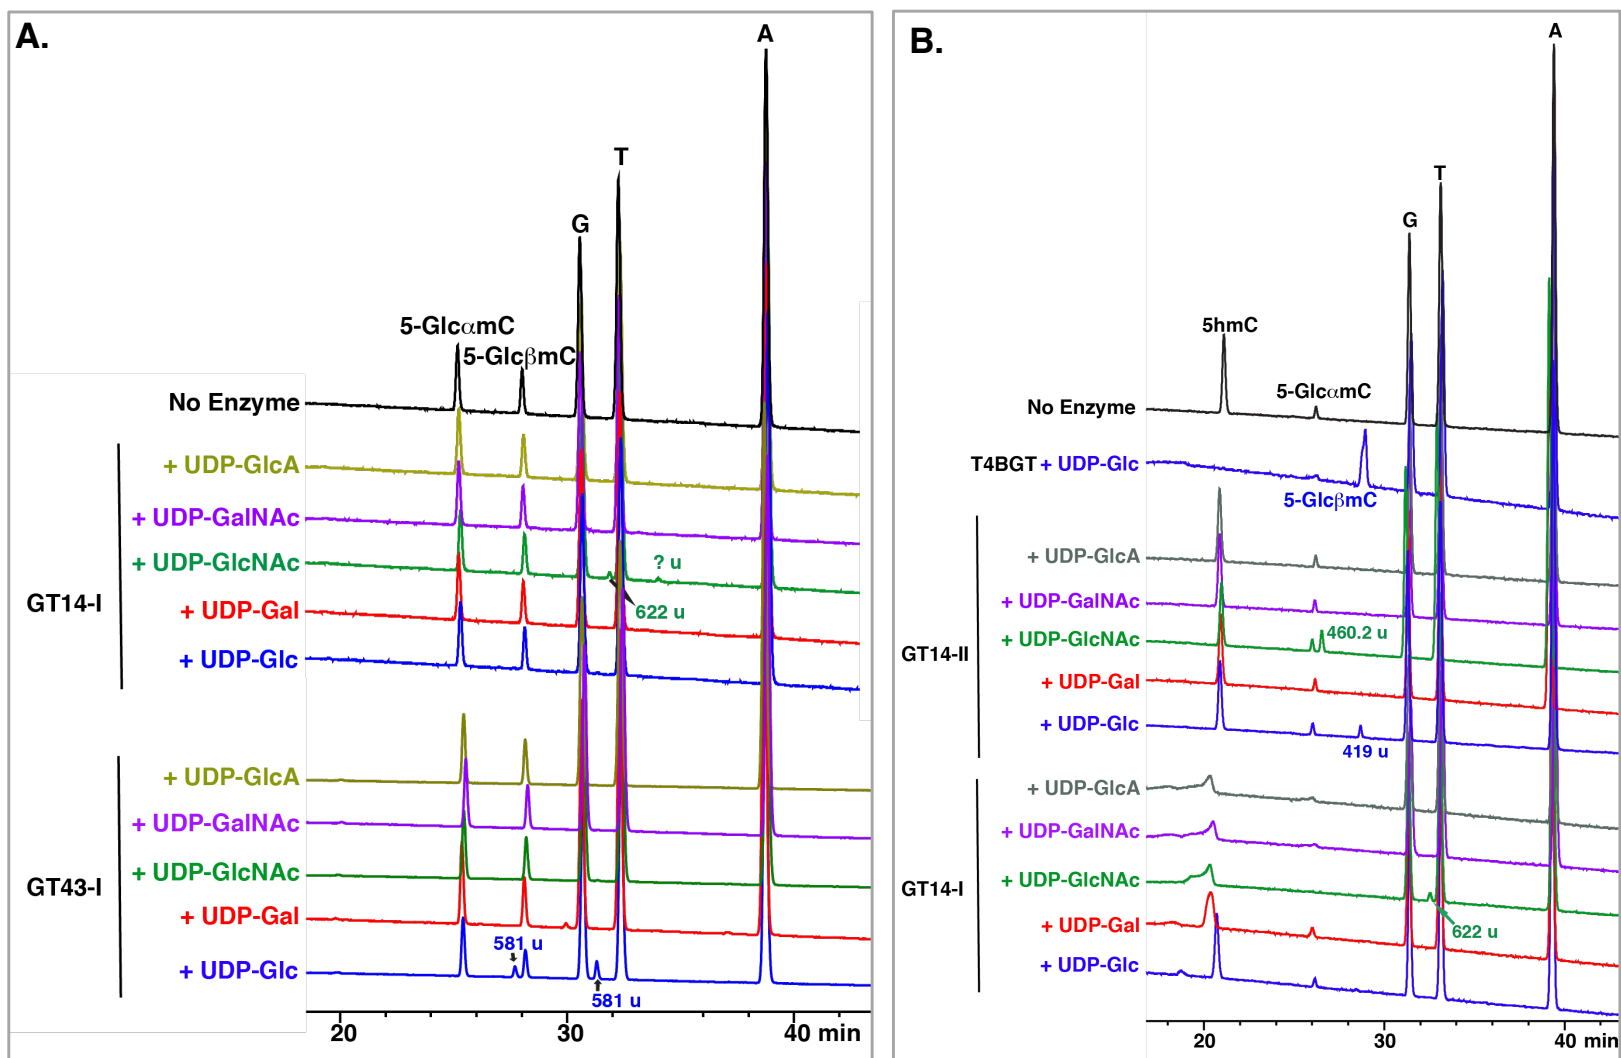 A.
A
T
G
5-GlcαmC
5-GlcβmC
No Enzyme
+ UDP-GlcA
+ UDP-GalNAc
+ UDP-GlcNAc
? u
622 u
GT14-I
+ UDP-Gal
+ UDP-Glc
+ UDP-GlcA
+ UDP-GalNAc
+ UDP-GlcNAc
GT43-I
+ UDP-Gal
581 u
+ UDP-Glc
581 u
20 30 40 min
B.
A
T
G
5hmC
5-GlcαmC
No Enzyme
T4BGT + UDP-Glc
5-GlcβmC
+ UDP-GlcA
+ UDP-GalNAc
+ UDP-GlcNAc
460.2 u
GT14-II
+ UDP-Gal
+ UDP-Glc
419 u
+ UDP-GlcA
+ UDP-GalNAc
+ UDP-GlcNAc
GT14-I
+ UDP-Gal
622 u
+ UDP-Glc
20 30 40 min